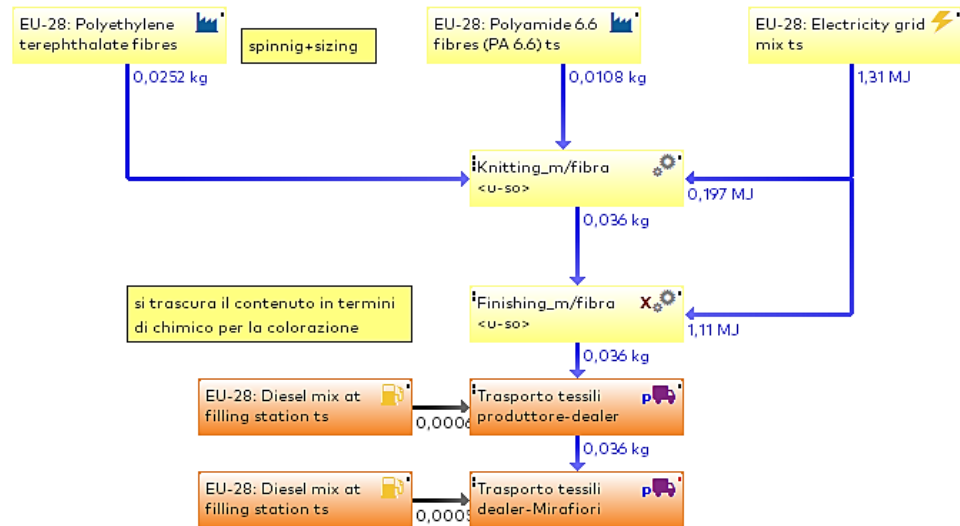 EU-28: Polyethylene
terephthalate fibres
spinnig+sizing
EU-28: Polyamide 6.6
fibres (PA 6.6) ts
EU-28: Electricity grid
mix ts
0,0252 kg
0,0108 kg
1,31 MJ
Knitting_m/fibra
<u-so>
0,197 MJ
0,036 kg
si trascura il contenuto in termini
di chimico per la colorazione
Finishing_m/fibra
<u-so>
X
1,11 MJ
0,036 kg
EU-28: Diesel mix at
filling station ts
0,0006
Trasporto tessili
produttore-dealer
p
0,036 kg
EU-28: Diesel mix at
filling station ts
Trasporto tessili
dealer-Mirafiori
p